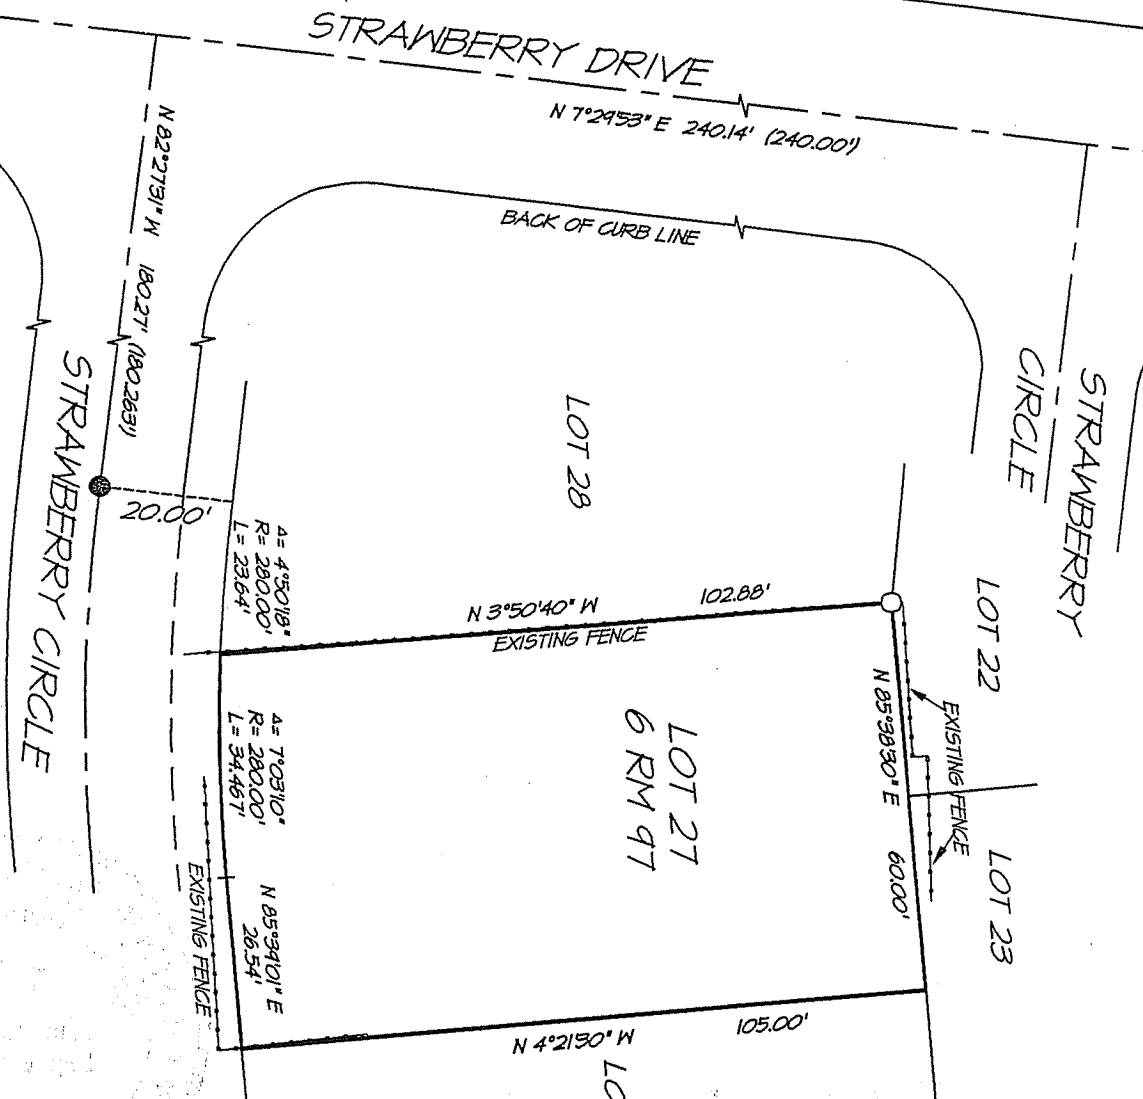 STRAWBERRY DRIVE
N 7°29'53" E 240.14' (240.00')
N 82°27'31" W 180.27' (180.263')
BACK OF CURB LINE
STRAWBERRY
CIRCLE
STRAWBERRY CIRCLE
20.00'
LOT 28
Δ= 4°50'18"
R= 280.00'
L= 23.64'
N 3°50'40" W 102.88'
EXISTING FENCE
LOT 22
N 85°38'30" E 60.00'
EXISTING FENCE
LOT 27
6 RM 97
Δ= 7°03'10"
R= 280.00'
L= 34.467'
LOT 23
N 85°34'01" E
26.54'
EXISTING FENCE
N 4°21'30" W 105.00'
LO